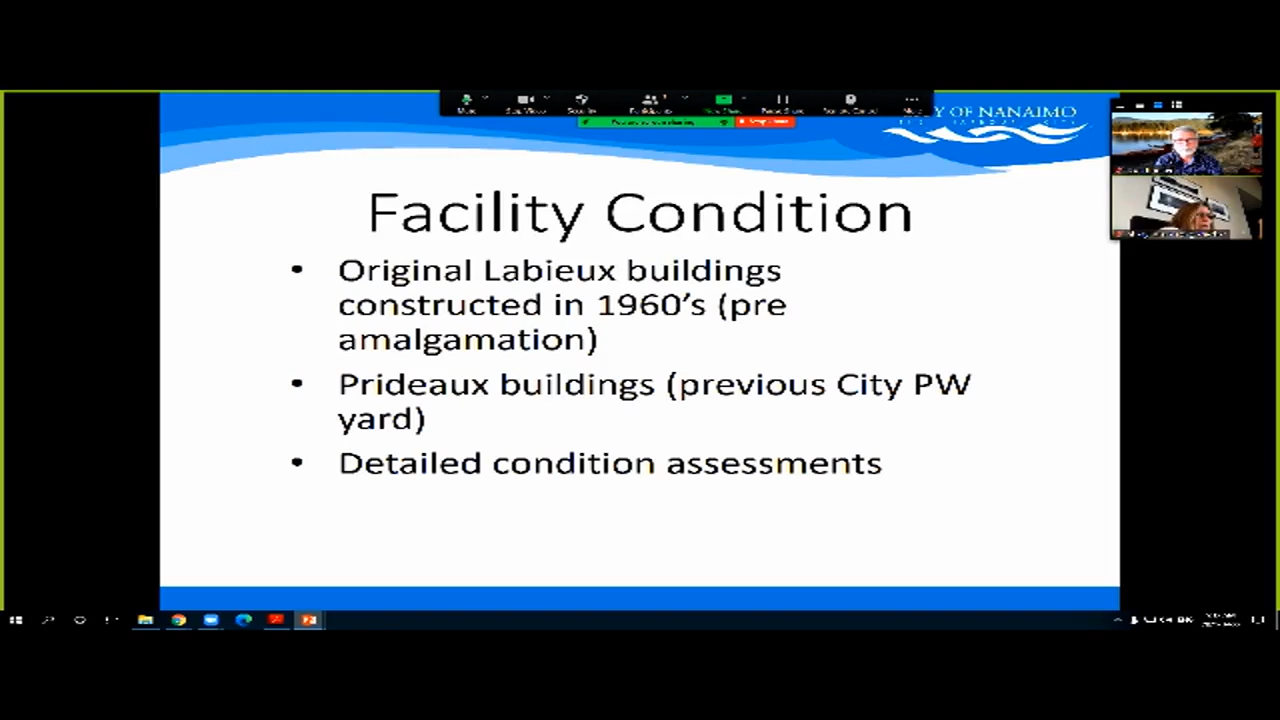 Y OF NANAIMO
Facility Condition
• Original Labieux buildings
constructed in 1960’s (pre
amalgamation)
• Prideaux buildings (previous City PW
yard)
• Detailed condition assessments